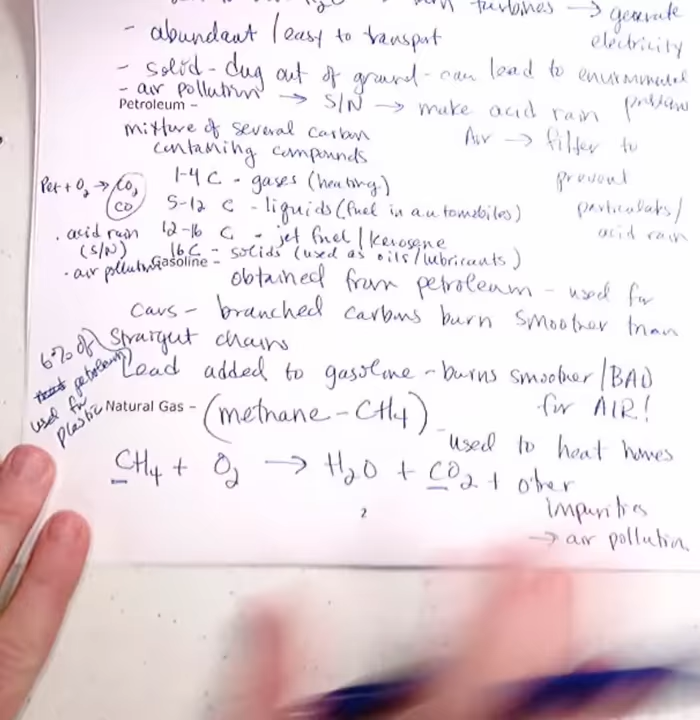 turbines → generate
- abundant / easy to transport electricity
- solid - dug out of ground - can lead to environmental
- air pollution → S/N → make acid rain problems
Petroleum -
mixture of several carbon Air → filter to
containing compounds prevent
Pet + O2 → CO2 1-4 C - gases (heating) particulates/
CO 5-12 C - liquids (fuel in automobiles) acid rain
. acid rain 12-16 C - jet fuel / kerosene
(S/N) 16 C - solids (used as oils/lubricants)
· air pollution Gasoline -
obtained from petroleum - used for
cars - branched carbons burn smoother than
straight chains
6% of petroleum used for plastic
Lead added to gasoline - burns smoother / BAD
for AIR!
Natural Gas - (methane - CH4)
- used to heat homes
CH4 + O2 → H2O + CO2 + other
impurities
→ air pollution
2